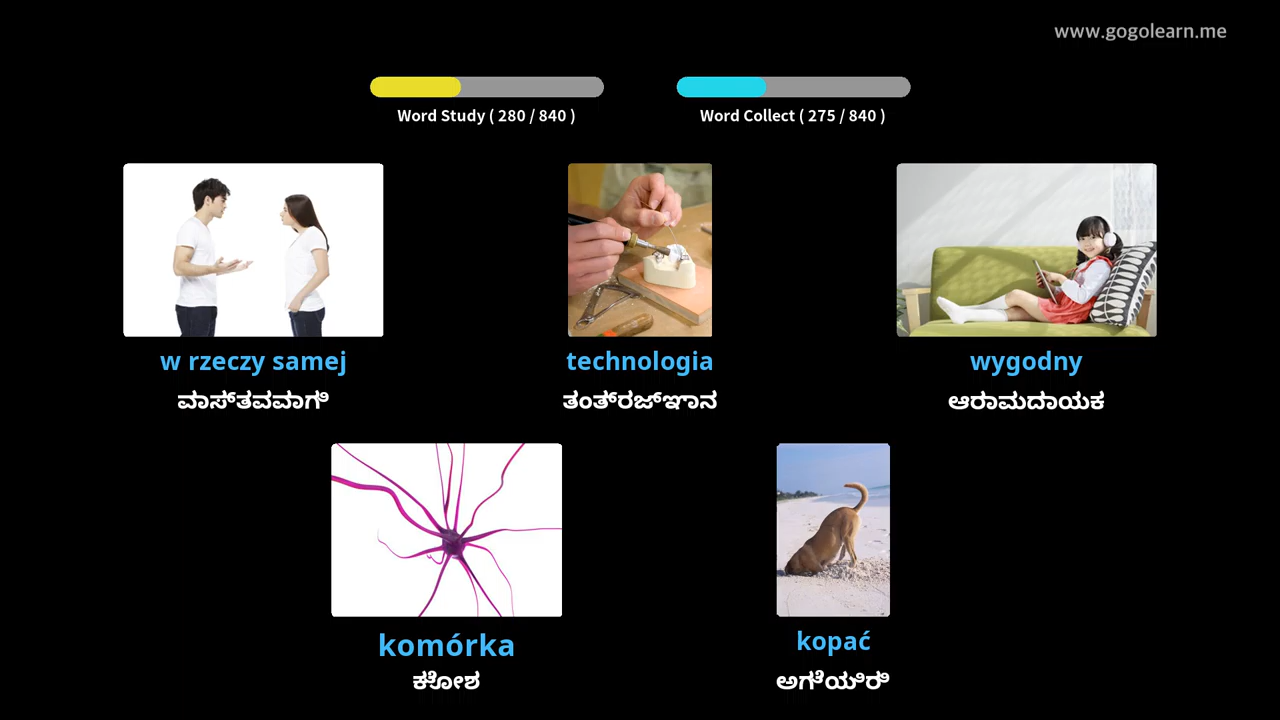 www.gogolearn.me
Word Study ( 280 / 840 )
Word Collect ( 275 / 840 )
w rzeczy samej
technologia
wygodny
ವಾಸ್ತವವಾಗಿ
ತಂತ್ರಜ್ಞಾನ
ಆರಾಮದಾಯಕ
komórka
kopać
ಕೋಶ
ಅಗೆಯಿರಿ